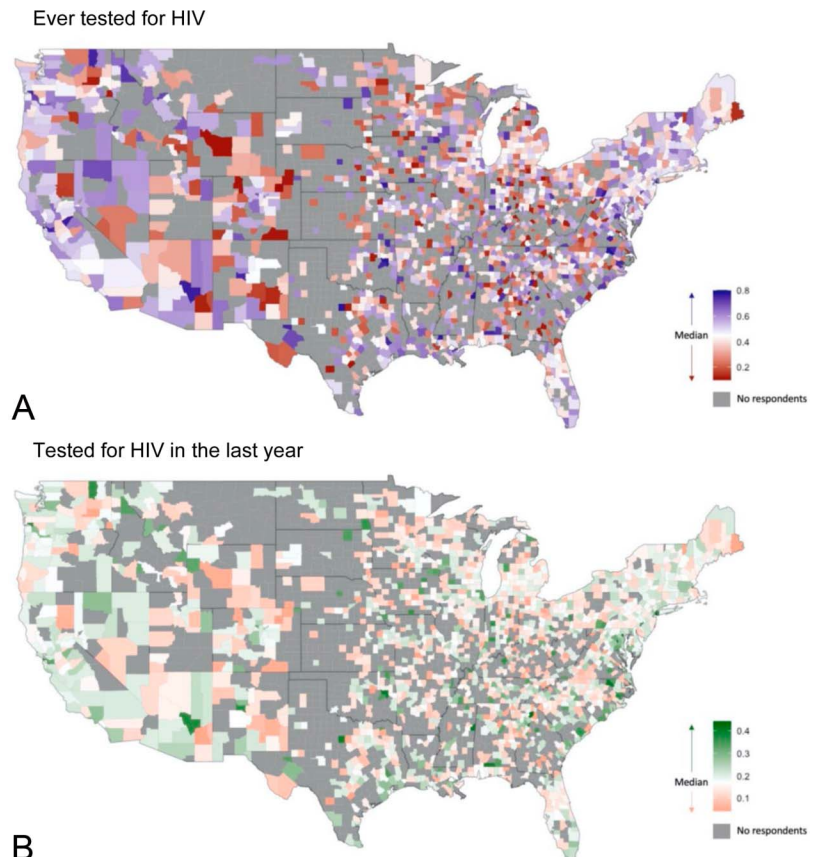 Ever tested for HIV
0.8
0.6
Median
0.4
0.2
No respondents
A
Tested for HIV in the last year
0.4
0.3
0.2
Median
0.1
No respondents
B